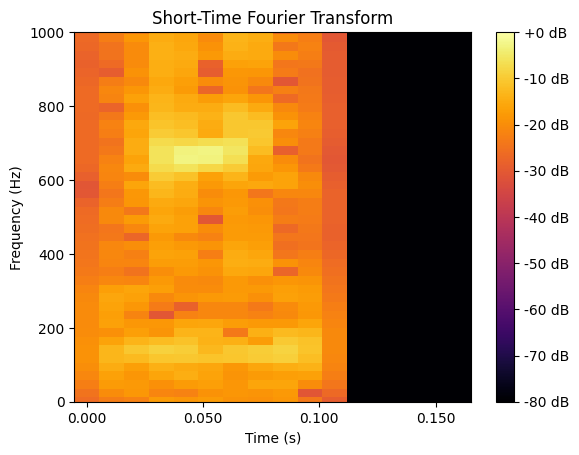 Short-Time Fourier Transform
1000
800
600
400
200
0
Frequency (Hz)
0.000
0.050
0.100
0.150
Time (s)
+0 dB
-10 dB
-20 dB
-30 dB
-40 dB
-50 dB
-60 dB
-70 dB
-80 dB